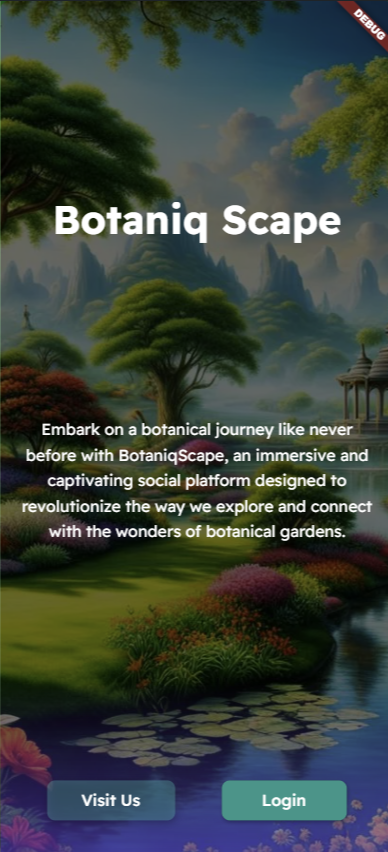 DEBUG
Botaniq Scape
Embark on a botanical journey like never
before with BotaniqScape, an immersive and
captivating social platform designed to
revolutionize the way we explore and connect
with the wonders of botanical gardens.
Visit Us
Login